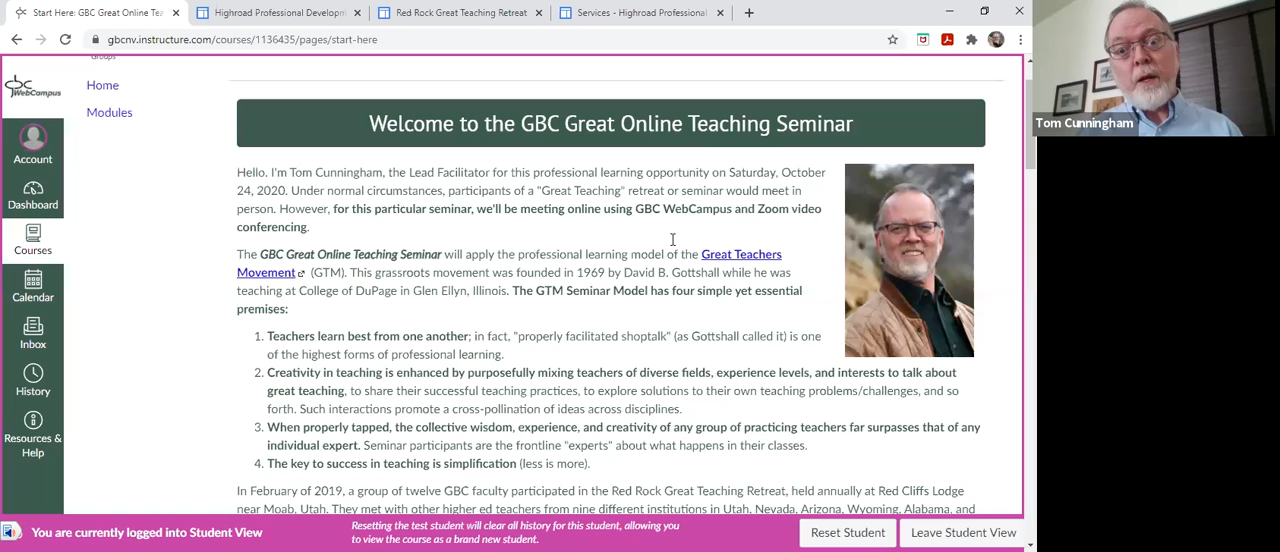 Start Here: GBC Great Online Tea
Highroad Professional Developm
Red Rock Great Teaching Retreat
Services - Highroad Professional
gbcnv.instructure.com/courses/1136435/pages/start-here
Groups
gbc
WebCampus
Home
Modules
Account
Dashboard
Courses
Calendar
Inbox
History
Resources &
Help
Welcome to the GBC Great Online Teaching Seminar
Hello. I'm Tom Cunningham, the Lead Facilitator for this professional learning opportunity on Saturday, October
24, 2020. Under normal circumstances, participants of a "Great Teaching" retreat or seminar would meet in
person. However, for this particular seminar, we'll be meeting online using GBC WebCampus and Zoom video
conferencing.
The GBC Great Online Teaching Seminar will apply the professional learning model of the Great Teachers
Movement (GTM). This grassroots movement was founded in 1969 by David B. Gottshall while he was
teaching at College of DuPage in Glen Ellyn, Illinois. The GTM Seminar Model has four simple yet essential
premises:
1. Teachers learn best from one another; in fact, "properly facilitated shoptalk" (as Gottshall called it) is one
of the highest forms of professional learning.
2. Creativity in teaching is enhanced by purposefully mixing teachers of diverse fields, experience levels, and interests to talk about
great teaching, to share their successful teaching practices, to explore solutions to their own teaching problems/challenges, and so
forth. Such interactions promote a cross-pollination of ideas across disciplines.
3. When properly tapped, the collective wisdom, experience, and creativity of any group of practicing teachers far surpasses that of any
individual expert. Seminar participants are the frontline "experts" about what happens in their classes.
4. The key to success in teaching is simplification (less is more).
In February of 2019, a group of twelve GBC faculty participated in the Red Rock Great Teaching Retreat, held annually at Red Cliffs Lodge
near Moab, Utah. They met with other higher ed teachers from nine different institutions in Utah, Nevada, Arizona, Wyoming, Alabama, and
You are currently logged into Student View
Resetting the test student will clear all history for this student, allowing you
to view the course as a brand new student.
Reset Student
Leave Student View
Tom Cunningham